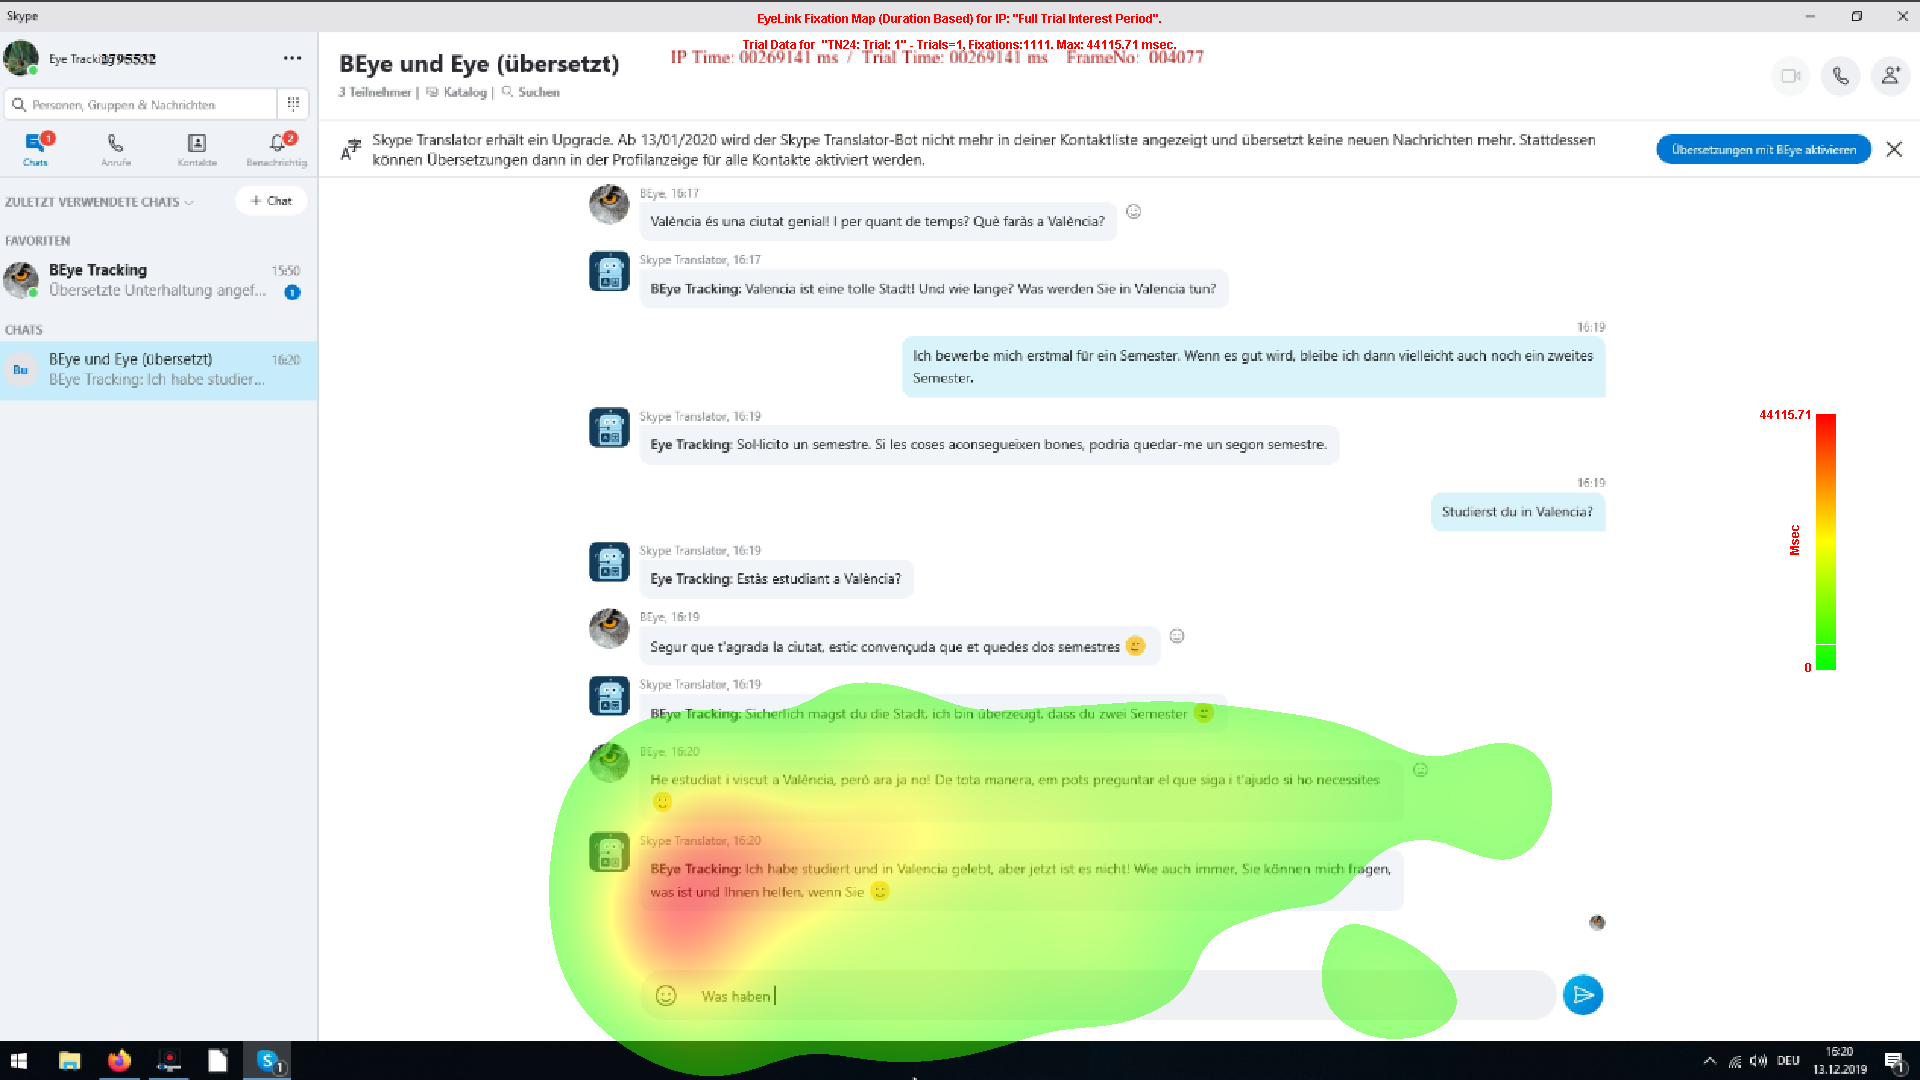 Skype
EyeLink Fixation Map (Duration Based) for IP: "Full Trial Interest Period".
Trial Data for "TN24: Trial: 1" - Trials=1, Fixations:1111. Max: 44115.71 msec.
IP Time: 00269141 ms / Trial Time: 00269141 ms FrameNo: 004077
Eye Tracki
BEye und Eye (übersetzt)
3 Teilnehmer | Katalog | Suchen
Personen, Gruppen & Nachrichten
1
2
Chats Anrufe Kontakte Benachrichtig
Skype Translator erhält ein Upgrade. Ab 13/01/2020 wird der Skype Translator-Bot nicht mehr in deiner Kontaktliste angezeigt und übersetzt keine neuen Nachrichten mehr. Stattdessen
können Übersetzungen dann in der Profilanzeige für alle Kontakte aktiviert werden.
Übersetzungen mit BEye aktivieren
ZULETZT VERWENDETE CHATS
+ Chat
FAVORITEN
BEye Tracking 15:50
Übersetzte Unterhaltung angef... 1
CHATS
Bu
BEye und Eye (übersetzt) 16:20
BEye Tracking: Ich habe studier...
BEye, 16:17
València és una ciutat genial! I per quant de temps? Què faràs a València?
Skype Translator, 16:17
BEye Tracking: Valencia ist eine tolle Stadt! Und wie lange? Was werden Sie in Valencia tun?
16:19
Ich bewerbe mich erstmal für ein Semester. Wenn es gut wird, bleibe ich dann vielleicht auch noch ein zweites
Semester.
Skype Translator, 16:19
Eye Tracking: Sol·licito un semestre. Si les coses aconsegueixen bones, podria quedar-me un segon semestre.
16:19
Studierst du in Valencia?
Skype Translator, 16:19
Eye Tracking: Estàs estudiant a València?
BEye, 16:19
Segur que t'agrada la ciutat, estic convençuda que et quedes dos semestres
Skype Translator, 16:19
BEye Tracking: Sicherlich magst du die Stadt, ich bin überzeugt, dass du zwei Semester
BEye, 16:20
He estudiat i viscut a València, però ara ja no! De tota manera, em pots preguntar el que siga i t'ajudo si ho necessites
Skype Translator, 16:20
BEye Tracking: Ich habe studiert und in Valencia gelebt, aber jetzt ist es nicht! Wie auch immer, Sie können mich fragen,
was ist und Ihnen helfen, wenn Sie
Was haben
44115.71
Msec
0
S 1
DEU
16:20
13.12.2019
1